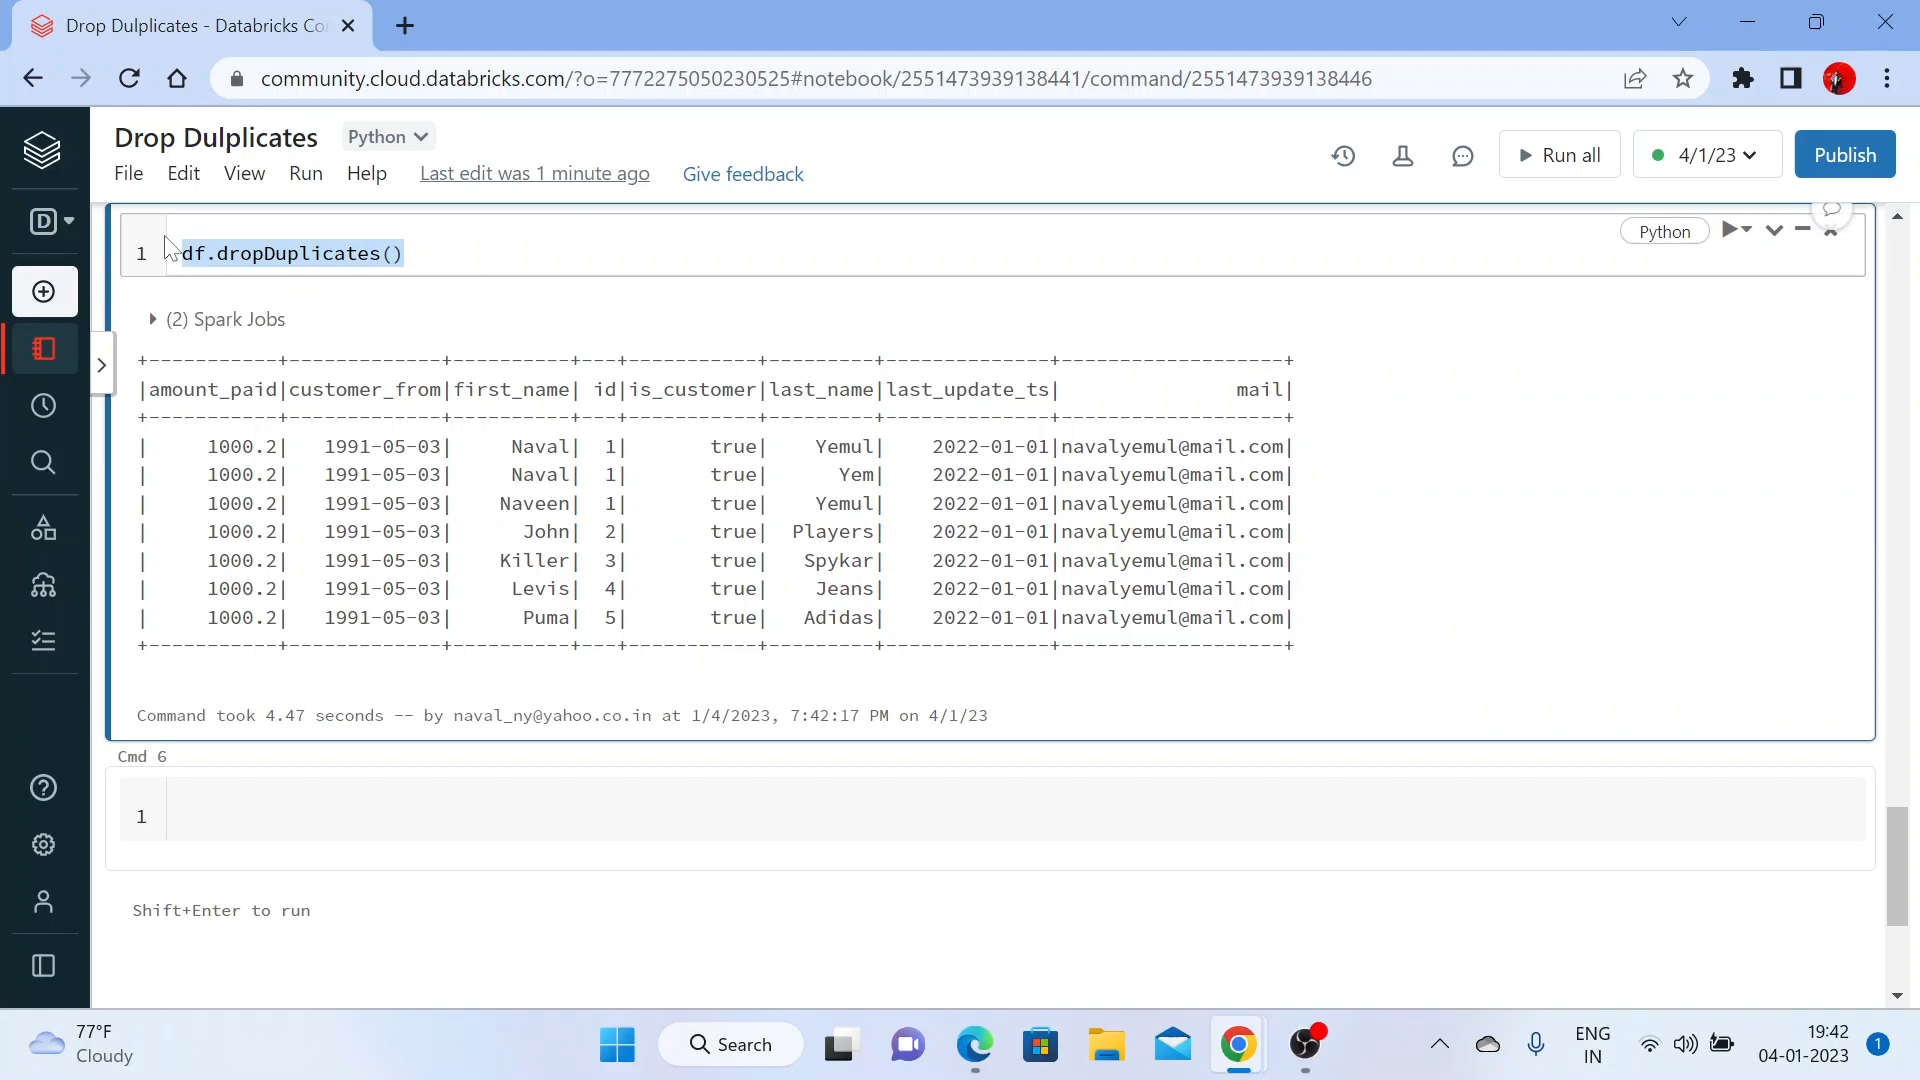 Drop Dulplicates - Databricks Co
community.cloud.databricks.com/?o=7772275050230525#notebook/2551473939138441/command/2551473939138446
Drop Dulplicates Python
File Edit View Run Help Last edit was 1 minute ago Give feedback
Run all 4/1/23 Publish
D
1 df.dropDuplicates() Python
(2) Spark Jobs
+-----------+-------------+----------+---+-----------+---------+--------------+-------------------+
|amount_paid|customer_from|first_name| id|is_customer|last_name|last_update_ts|               mail|
+-----------+-------------+----------+---+-----------+---------+--------------+-------------------+
|     1000.2|   1991-05-03|     Naval|  1|       true|    Yemul|    2022-01-01|navalyemul@mail.com|
|     1000.2|   1991-05-03|     Naval|  1|       true|      Yem|    2022-01-01|navalyemul@mail.com|
|     1000.2|   1991-05-03|    Naveen|  1|       true|    Yemul|    2022-01-01|navalyemul@mail.com|
|     1000.2|   1991-05-03|      John|  2|       true|  Players|    2022-01-01|navalyemul@mail.com|
|     1000.2|   1991-05-03|    Killer|  3|       true|   Spykar|    2022-01-01|navalyemul@mail.com|
|     1000.2|   1991-05-03|     Levis|  4|       true|    Jeans|    2022-01-01|navalyemul@mail.com|
|     1000.2|   1991-05-03|      Puma|  5|       true|   Adidas|    2022-01-01|navalyemul@mail.com|
+-----------+-------------+----------+---+-----------+---------+--------------+-------------------+
Command took 4.47 seconds -- by naval_ny@yahoo.co.in at 1/4/2023, 7:42:17 PM on 4/1/23
Cmd 6
1
Shift+Enter to run
77°F
Cloudy
Search
ENG
IN
19:42
04-01-2023
1